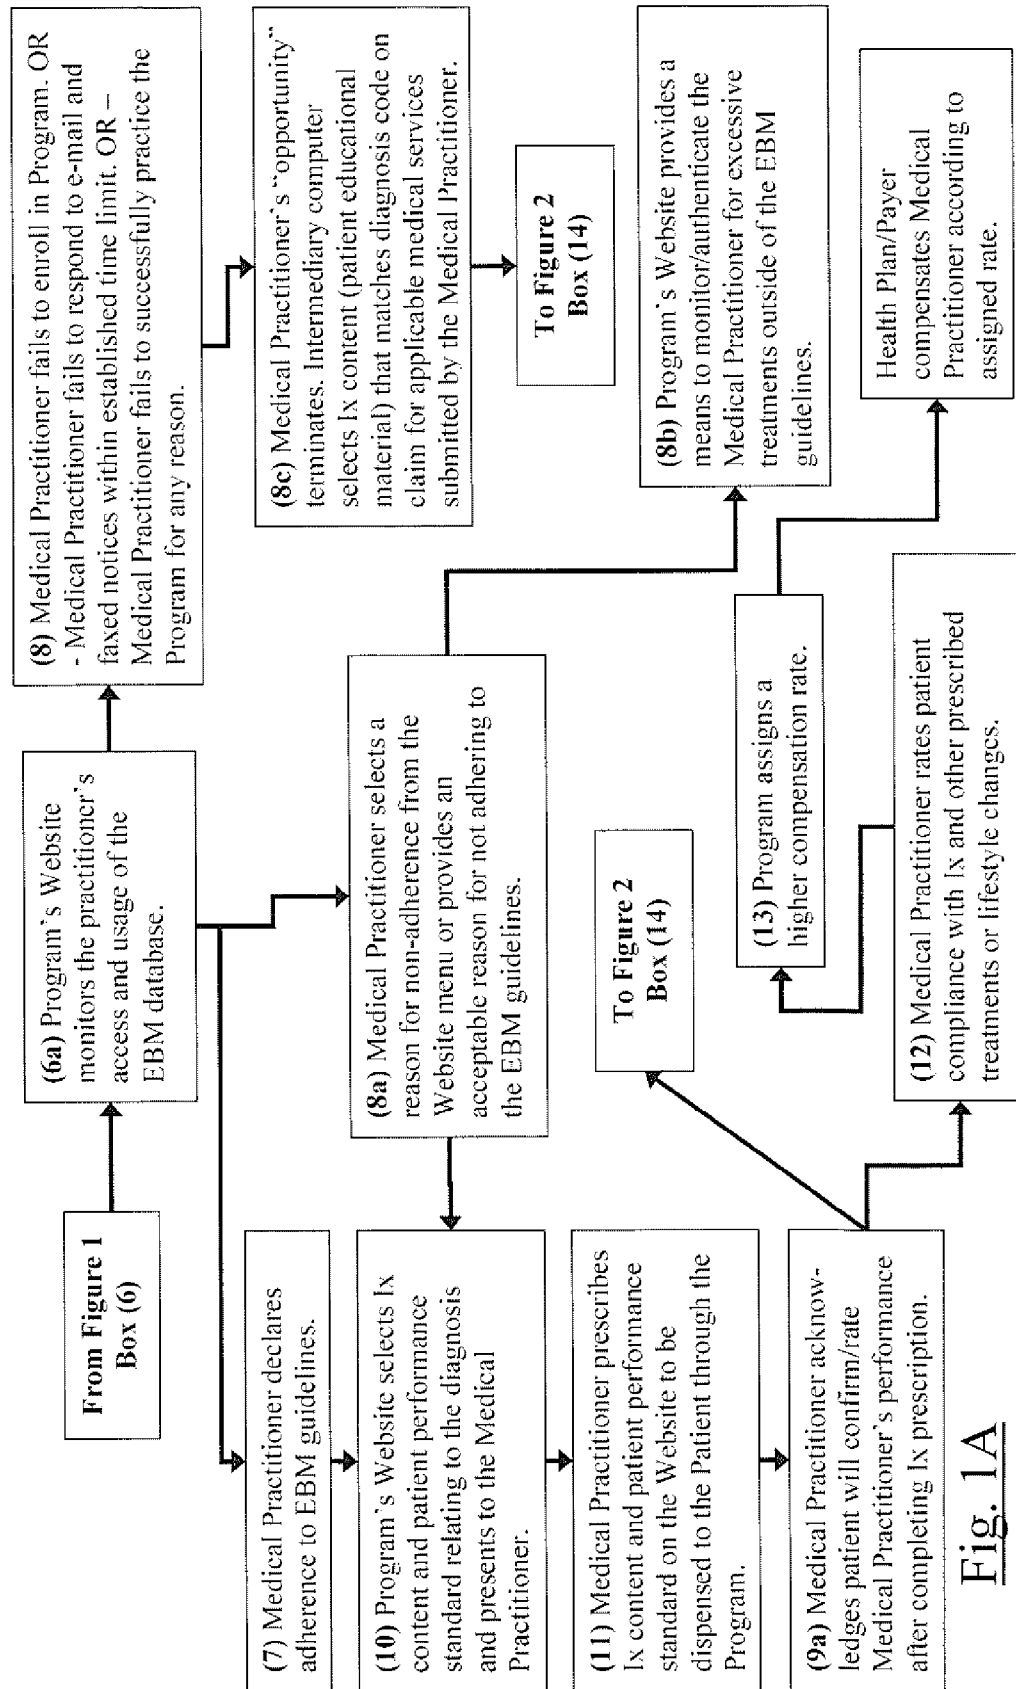 From Figure 1
Box (6)
(6a) Program`s Website
monitors the practitioner's
access and usage of the
EBM database.
(8) Medical Practitioner fails to enroll in Program. OR
- Medical Practitioner fails to respond to e-mail and
faxed notices within established time limit. OR –
Medical Practitioner fails to successfully practice the
Program for any reason.
(7) Medical Practitioner declares
adherence to EBM guidelines.
(8a) Medical Practitioner selects a
reason for non-adherence from the
Website menu or provides an
acceptable reason for not adhering to
the EBM guidelines.
(8c) Medical Practitioner's "opportunity"
terminates. Intermediary computer
selects Ix content (patient educational
material) that matches diagnosis code on
claim for applicable medical services
submitted by the Medical Practitioner.
To Figure 2
Box (14)
(10) Program`s Website selects Ix
content and patient performance
standard relating to the diagnosis
and presents to the Medical
Practitioner.
(8b) Program`s Website provides a
means to monitor/authenticate the
Medical Practitioner for excessive
treatments outside of the EBM
guidelines.
(11) Medical Practitioner prescribes
Ix content and patient performance
standard on the Website to be
dispensed to the Patient through the
Program.
To Figure 2
Box (14)
(13) Program assigns a
higher compensation rate.
Health Plan/Payer
compensates Medical
Practitioner according to
assigned rate.
(9a) Medical Practitioner acknow-
ledges patient will confirm/rate
Medical Practitioner's performance
after completing Ix prescription.
(12) Medical Practitioner rates patient
compliance with Ix and other prescribed
treatments or lifestyle changes.
Fig. 1A